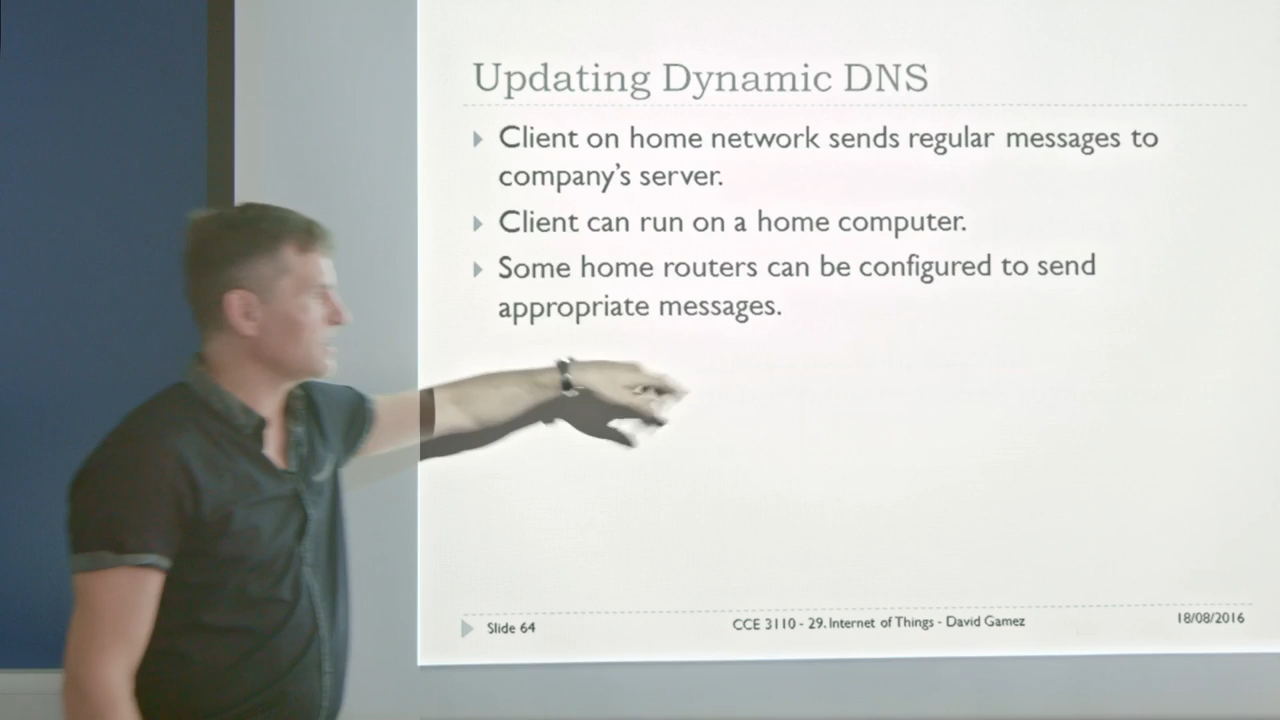 Updating Dynamic DNS
Client on home network sends regular messages to
company's server.
Client can run on a home computer.
Some home routers can be configured to send
appropriate messages.
Slide 64
CCE 3110 - 29. Internet of Things - David Gamez
18/08/2016